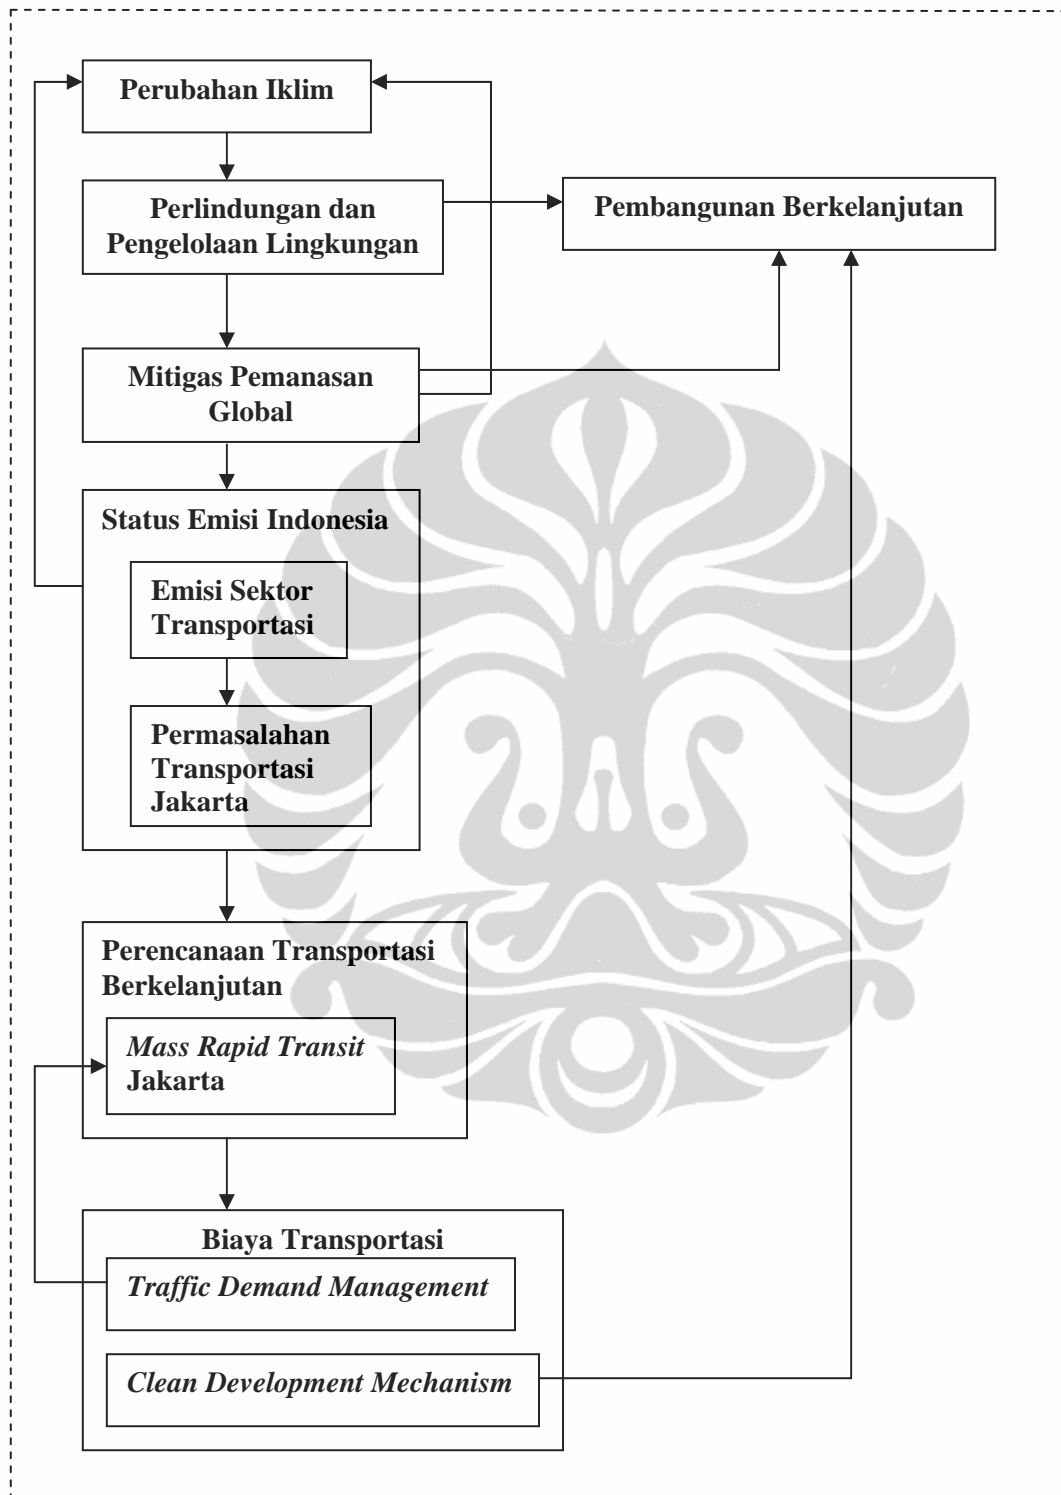 Perubahan Iklim
Perlindungan dan
Pengelolaan Lingkungan
Pembangunan Berkelanjutan
Mitigas Pemanasan
Global
Status Emisi Indonesia
Emisi Sektor
Transportasi
Permasalahan
Transportasi
Jakarta
Perencanaan Transportasi
Berkelanjutan
Mass Rapid Transit
Jakarta
Biaya Transportasi
Traffic Demand Management
Clean Development Mechanism